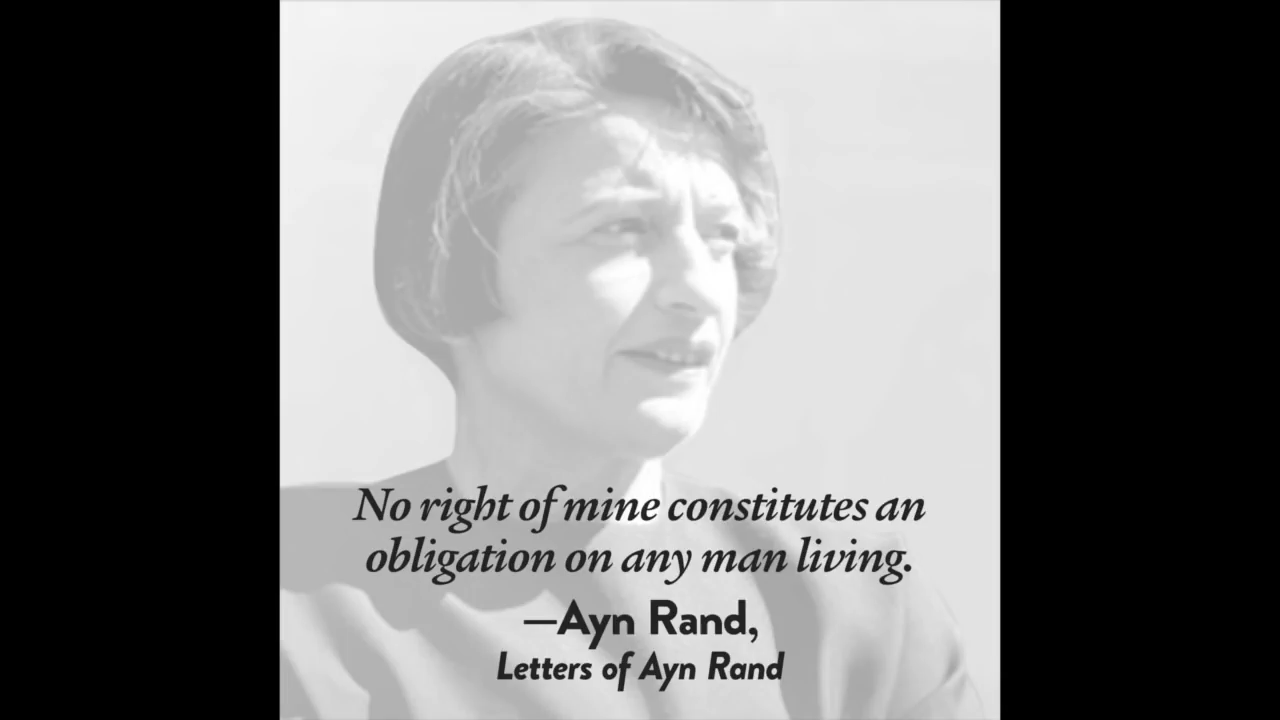 No right of mine constitutes an
obligation on any man living.
—Ayn Rand,
Letters of Ayn Rand